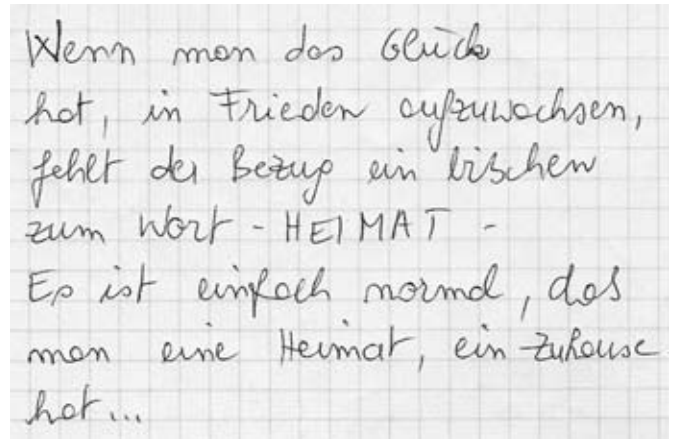 Wenn man das Glück
hat, in Frieden aufzuwachsen,
fehlt der Bezug ein bischen
zum Wort - HEIMAT -
Es ist einfach normal, das
man eine Heimat, ein Zuhause
hat...